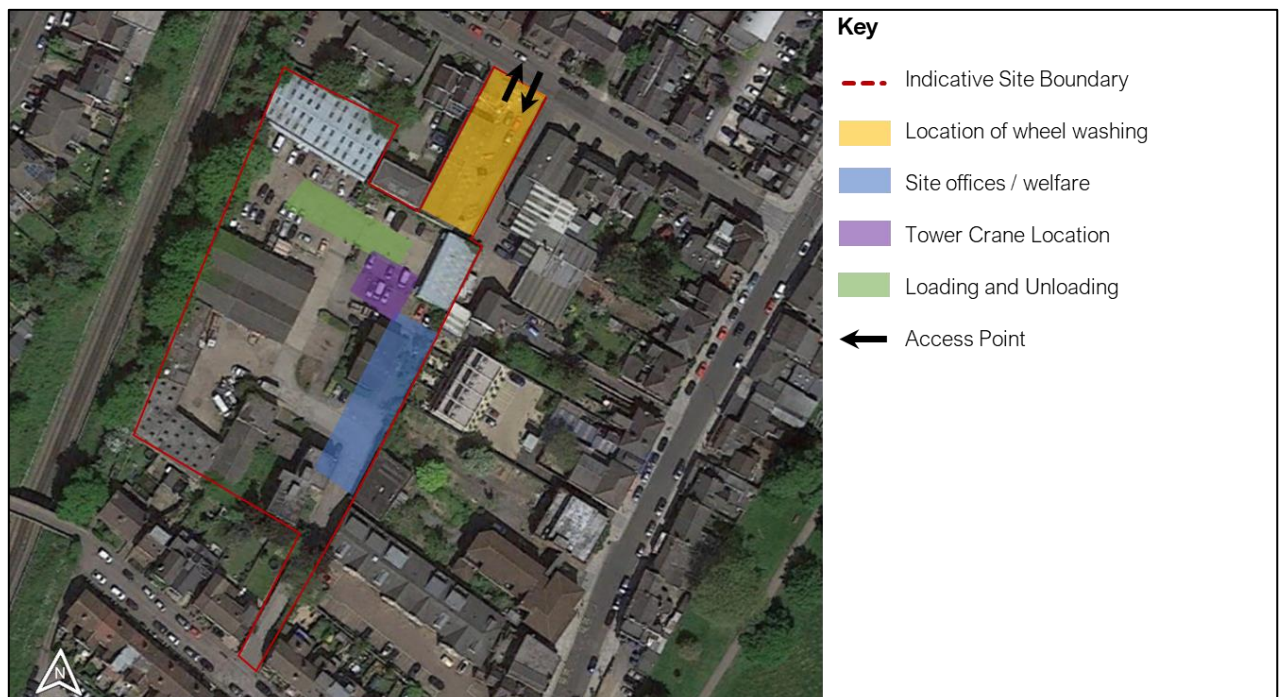 Key
Indicative Site Boundary
Location of wheel washing
Site offices / welfare
Tower Crane Location
Loading and Unloading
Access Point
N